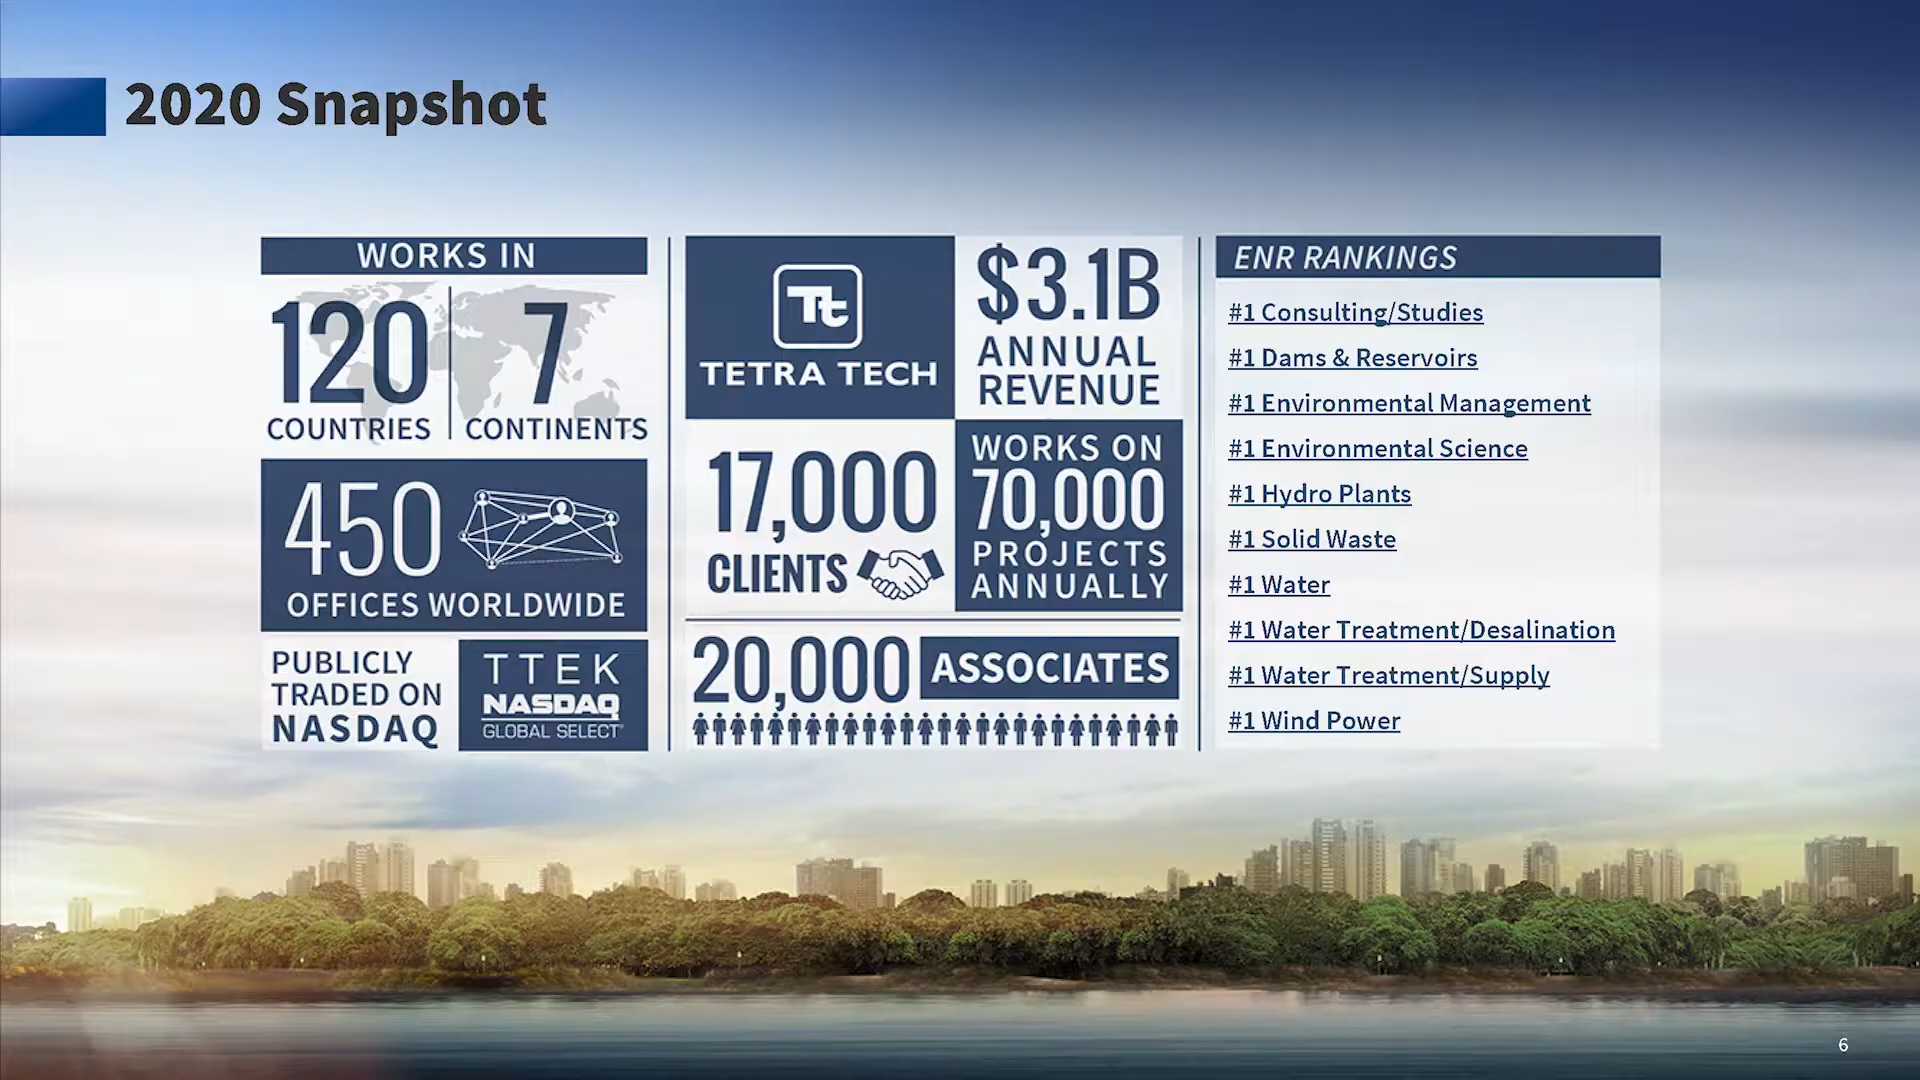 2020 Snapshot
WORKS IN
120
COUNTRIES
7
CONTINENTS
450
OFFICES WORLDWIDE
PUBLICLY
TRADED ON
NASDAQ
TTEK
NASDAQ
GLOBAL SELECT
Tt
TETRA TECH
$3.1B
ANNUAL
REVENUE
17,000
CLIENTS
WORKS ON
70,000
PROJECTS
ANNUALLY
20,000
ASSOCIATES
ENR RANKINGS
#1 Consulting/Studies
#1 Dams & Reservoirs
#1 Environmental Management
#1 Environmental Science
#1 Hydro Plants
#1 Solid Waste
#1 Water
#1 Water Treatment/Desalination
#1 Water Treatment/Supply
#1 Wind Power
6